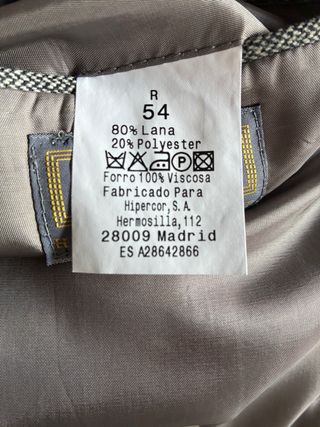 R
54
80% Lana
20% Polyester
P
Forro 100% Viscosa
Fabricado Para
Hipercor, S.A.
Hermosilla, 112
28009 Madrid
ES A28642866